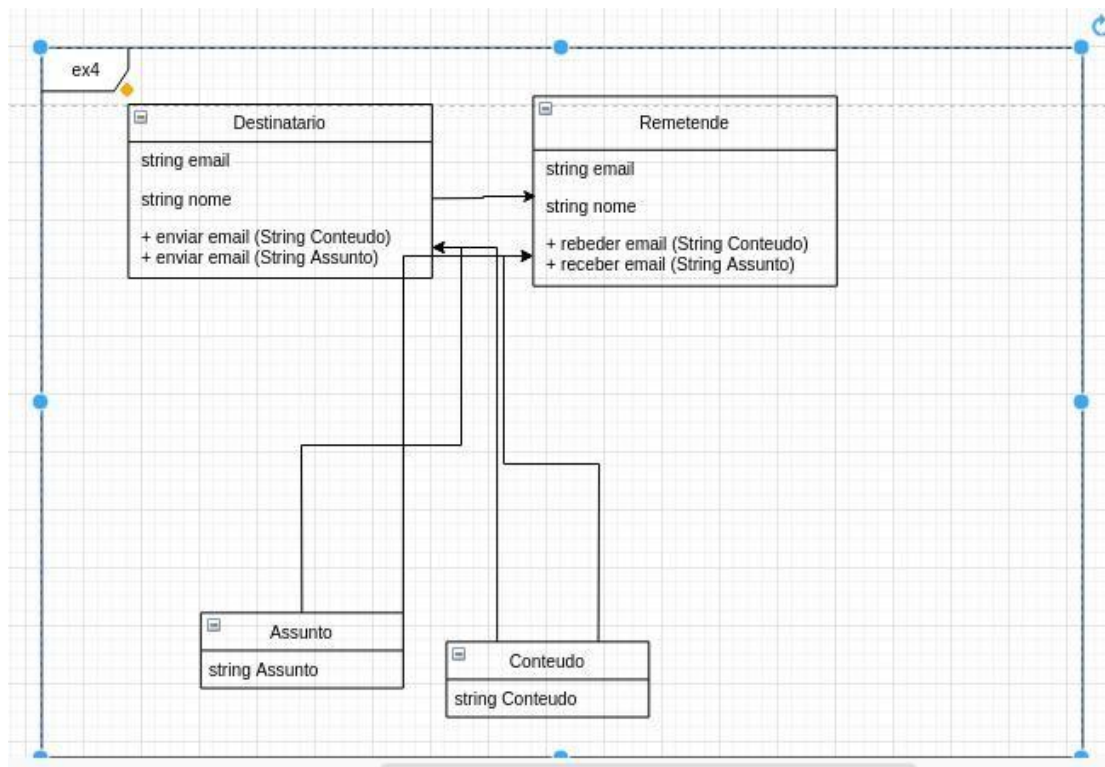 ex4
Destinatario
string email
string nome
+ enviar email (String Conteudo)
+ enviar email (String Assunto)
Remetende
string email
string nome
+ rebeder email (String Conteudo)
+ receber email (String Assunto)
Assunto
string Assunto
Conteudo
string Conteudo